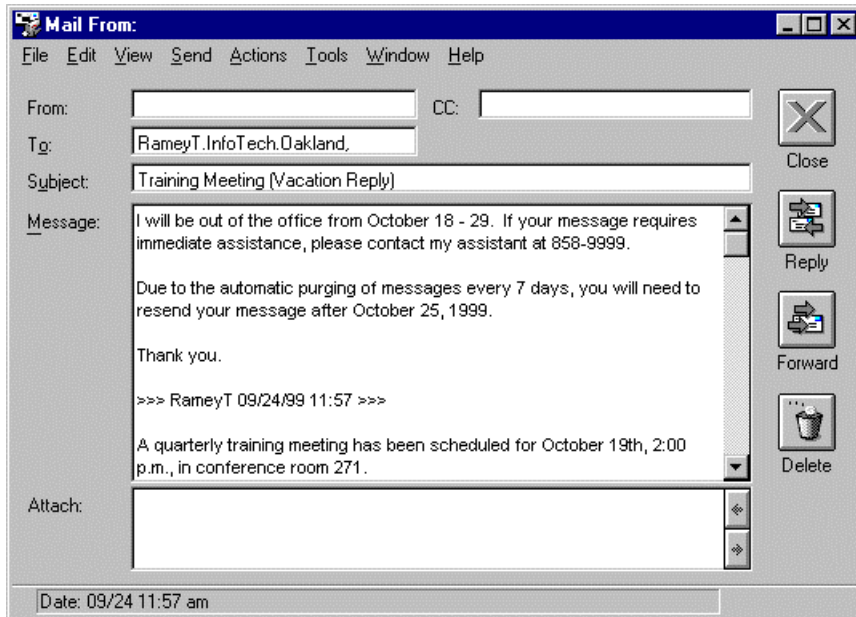 Mail From:
File Edit View Send Actions Tools Window Help
From:
CC:
To:
RameyT.InfoTech.Oakland,
Subject:
Training Meeting (Vacation Reply)
Message:
I will be out of the office from October 18 - 29.  If your message requires
immediate assistance, please contact my assistant at 858-9999.
Due to the automatic purging of messages every 7 days, you will need to
resend your message after October 25, 1999.
Thank you.
>>> RameyT 09/24/99 11:57 >>>
A quarterly training meeting has been scheduled for October 19th, 2:00
p.m., in conference room 271.
Close
Reply
Forward
Delete
Attach:
Date: 09/24 11:57 am